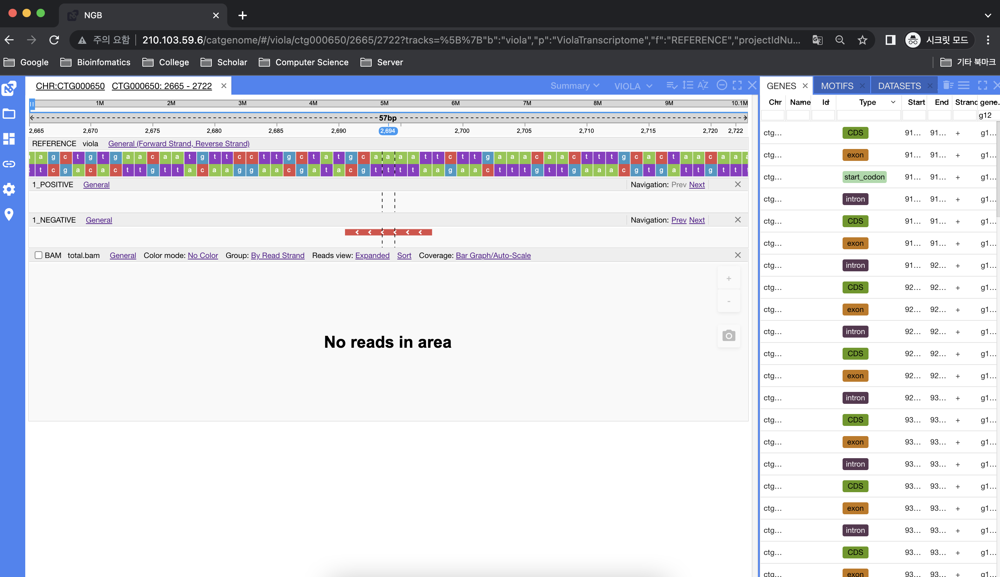 NGB
주의 요함 210.103.59.6/catgenome/#/viola/ctg000650/2665/2722?tracks=%5B%7B"b":"viola","p":"ViolaTranscriptome","f":"REFERENCE","projectIdNu... 시크릿 모드
Google Bioinfomatics College Scholar Computer Science Server 기타 북마크
CHR:CTG000650 CTG000650: 2665 - 2722 Summary VIOLA
1M 2M 3M 4M 5M 6M 7M 8M 9M 10.1M
57bp
2,665 2,670 2,675 2,680 2,685 2,690 2,694 2,700 2,705 2,710 2,715 2,720 2,722
REFERENCE viola General (Forward Strand, Reverse Strand)
a g c t g t g a a c a a t g t t c c t t g c t a t g c a a a a t t c t t g a a a c a a c t t t g c a c t a a c a a
t c g a c a c t t g t t a c a a g g a a c g a t a c g t t t t a a g a a c t t t g t t g a a a c g t g a t t g t t
1_POSITIVE General Navigation: Prev Next
1_NEGATIVE General Navigation: Prev Next
BAM total.bam General Color mode: No Color Group: By Read Strand Reads view: Expanded Sort Coverage: Bar Graph/Auto-Scale
+
-
No reads in area
GENES MOTIFS DATASETS
Chr Name Id Type Start End Strand gene...
g12
ctg... CDS 91... 91... + g1...
ctg... exon 91... 91... + g1...
ctg... start_codon 91... 91... + g1...
ctg... intron 91... 91... + g1...
ctg... CDS 91... 91... + g1...
ctg... exon 91... 91... + g1...
ctg... intron 91... 92... + g1...
ctg... CDS 92... 92... + g1...
ctg... exon 92... 92... + g1...
ctg... intron 92... 92... + g1...
ctg... CDS 92... 92... + g1...
ctg... exon 92... 92... + g1...
ctg... intron 92... 93... + g1...
ctg... CDS 93... 93... + g1...
ctg... exon 93... 93... + g1...
ctg... intron 93... 93... + g1...
ctg... CDS 93... 93... + g1...
ctg... exon 93... 93... + g1...
ctg... intron 93... 93... + g1...
ctg... CDS 93... 93... + g1...
ctg... exon 93... 93... + g1...